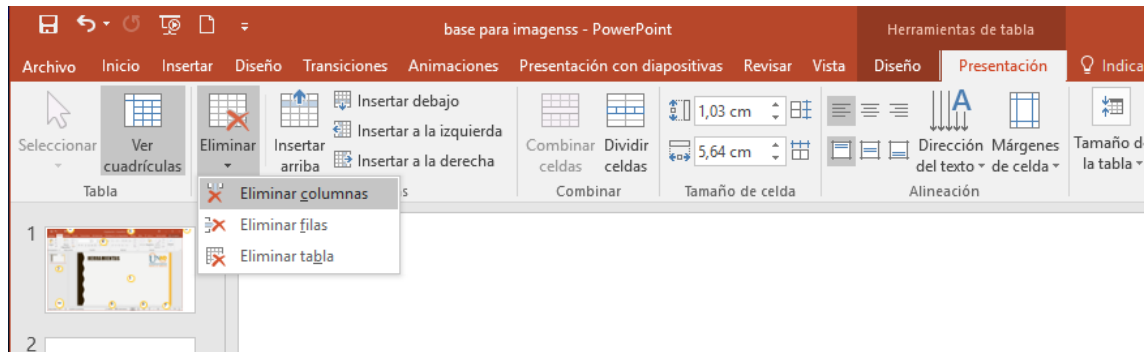 base para imagenss - PowerPoint
Herramientas de tabla
Archivo Inicio Insertar Diseño Transiciones Animaciones Presentación con diapositivas Revisar Vista Diseño Presentación Indica
Seleccionar
Ver cuadrículas
Eliminar
Insertar arriba
Insertar debajo
Insertar a la izquierda
Insertar a la derecha
Combinar celdas
Dividir celdas
1,03 cm
5,64 cm
Dirección del texto
Márgenes de celda
Tamaño d
la tabla
Tabla
s
Combinar
Tamaño de celda
Alineación
Eliminar columnas
Eliminar filas
Eliminar tabla
1
HERRAMIENTAS
2